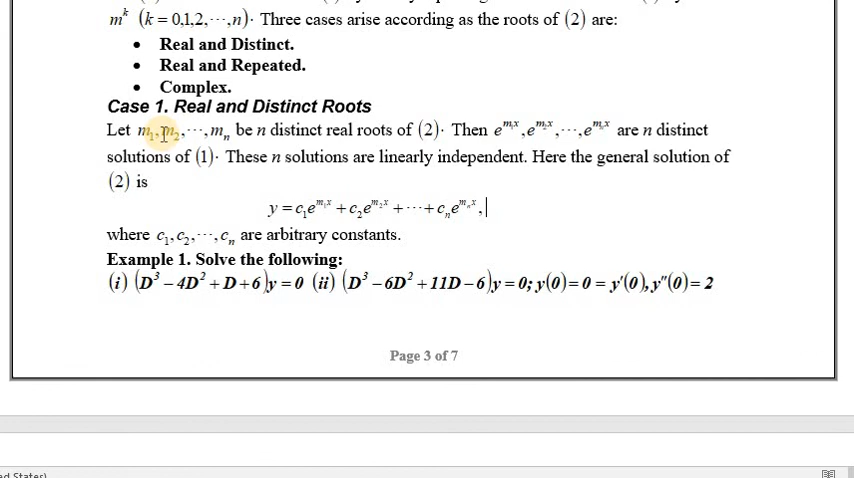 m^k (k = 0,1,2,···,n)· Three cases arise according as the roots of (2) are:
• Real and Distinct.
• Real and Repeated.
• Complex.
Case 1. Real and Distinct Roots
Let m₁, m₂, ···, mₙ be n distinct real roots of (2)· Then e^{m₁x}, e^{m₂x}, ···, e^{mₙx} are n distinct
solutions of (1)· These n solutions are linearly independent. Here the general solution of
(2) is
y = c₁e^{m₁x} + c₂e^{m₂x} + ··· + cₙe^{mₙx},
where c₁, c₂, ···, cₙ are arbitrary constants.
Example 1. Solve the following:
(i) (D³ – 4D² + D + 6)y = 0 (ii) (D³ – 6D² + 11D – 6)y = 0; y(0) = 0 = y'(0), y"(0) = 2
Page 3 of 7
ed States)